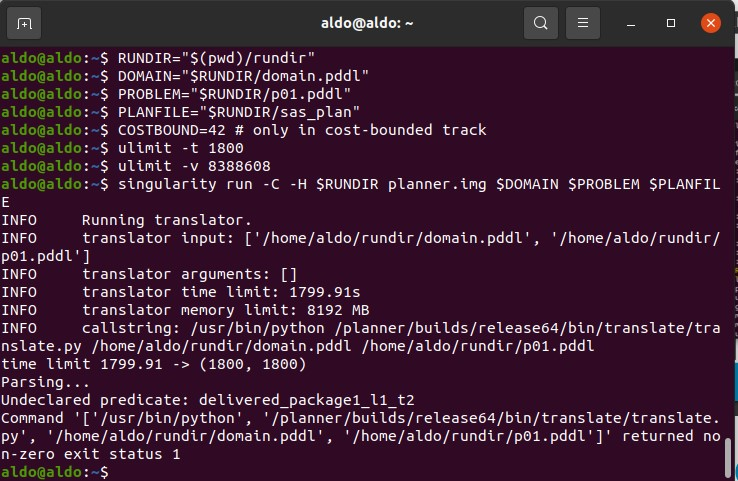 aldo@aldo: ~
aldo@aldo:~$ RUNDIR="$(pwd)/rundir"
aldo@aldo:~$ DOMAIN="$RUNDIR/domain.pddl"
aldo@aldo:~$ PROBLEM="$RUNDIR/p01.pddl"
aldo@aldo:~$ PLANFILE="$RUNDIR/sas_plan"
aldo@aldo:~$ COSTBOUND=42 # only in cost-bounded track
aldo@aldo:~$ ulimit -t 1800
aldo@aldo:~$ ulimit -v 8388608
aldo@aldo:~$ singularity run -C -H $RUNDIR planner.img $DOMAIN $PROBLEM $PLANFIL
E
INFO     Running translator.
INFO     translator input: ['/home/aldo/rundir/domain.pddl', '/home/aldo/rundir/
p01.pddl']
INFO     translator arguments: []
INFO     translator time limit: 1799.91s
INFO     translator memory limit: 8192 MB
INFO     callstring: /usr/bin/python /planner/builds/release64/bin/translate/tra
nslate.py /home/aldo/rundir/domain.pddl /home/aldo/rundir/p01.pddl
time limit 1799.91 -> (1800, 1800)
Parsing...
Undeclared predicate: delivered_package1_l1_t2
Command '['/usr/bin/python', '/planner/builds/release64/bin/translate/translate.
py', '/home/aldo/rundir/domain.pddl', '/home/aldo/rundir/p01.pddl']' returned no
n-zero exit status 1
aldo@aldo:~$